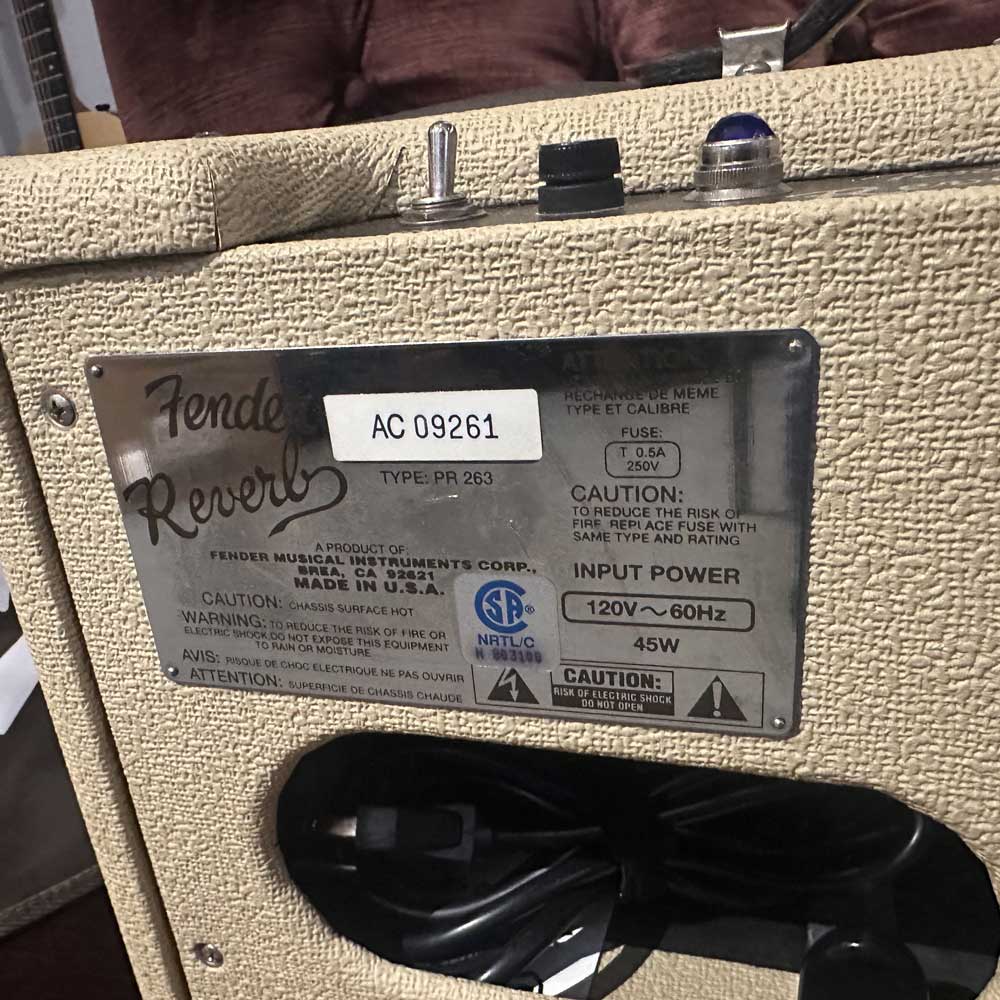 Fende
Reverb
AC 09261
TYPE: PR 263
A PRODUCT OF:
FENDER MUSICAL INSTRUMENTS CORP.,
BREA, CA 92621
MADE IN U.S.A.
CAUTION: CHASSIS SURFACE HOT
WARNING: TO REDUCE THE RISK OF FIRE OR
ELECTRIC SHOCK,DO NOT EXPOSE THIS EQUIPMENT
TO RAIN OR MOISTURE
AVIS: RISQUE DE CHOC ELECTRIQUE NE PAS OUVRIR
ATTENTION: SUPERFICIE DE CHASSIS CHAUDE
SA ®
NRTL/C
ATTENTION
RECHANGE DE MEME
TYPE ET CALIBRE
FUSE:
T 0.5A
250V
CAUTION:
TO REDUCE THE RISK OF
FIRE, REPLACE FUSE WITH
SAME TYPE AND RATING
INPUT POWER
120V～60Hz
45W
CAUTION:
RISK OF ELECTRIC SHOCK
DO NOT OPEN